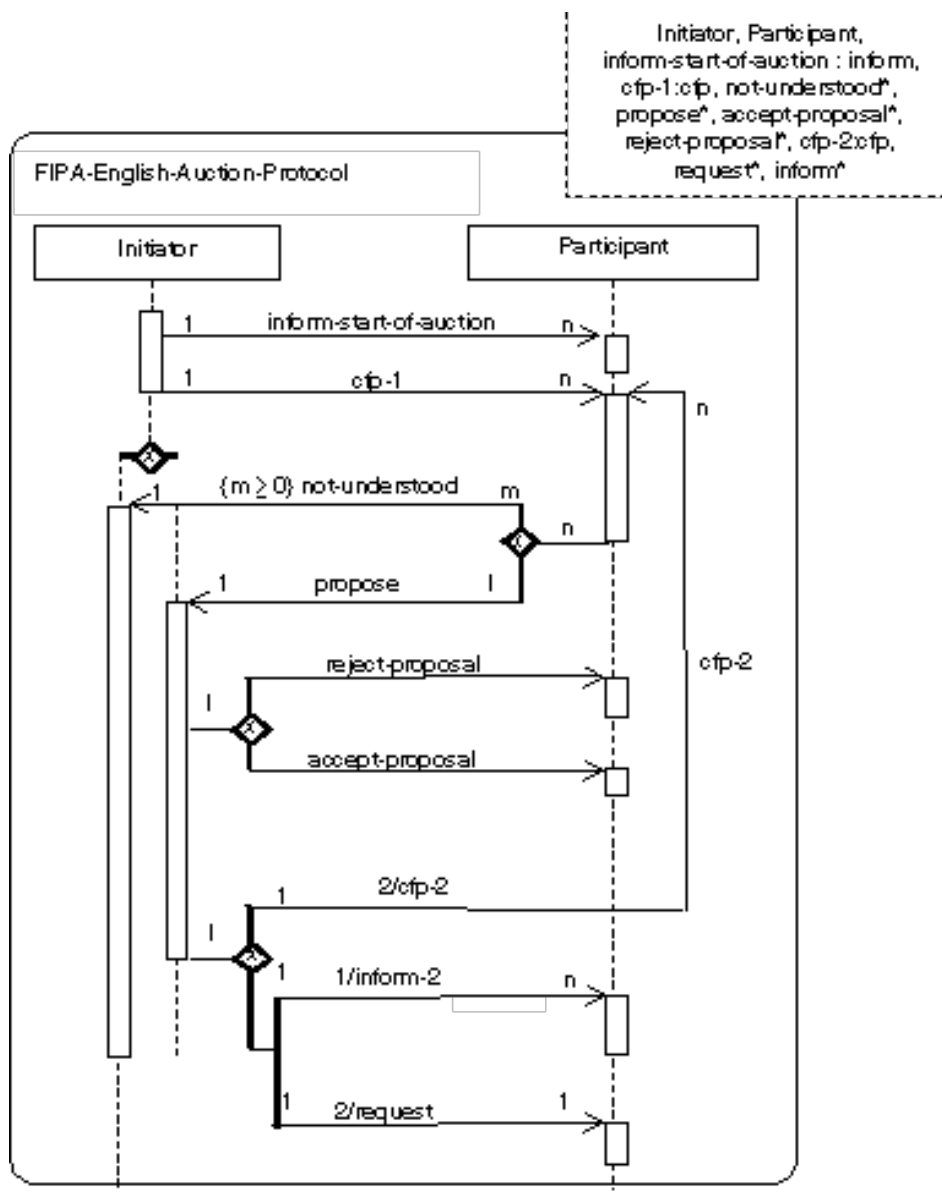 Initiator, Participant,
inform-start-of-auction : inform,
cfp-1:cfp, not-understood*,
propose*, accept-proposal*,
reject-proposal*, cfp-2:cfp,
request*, inform*
FIPA-English-Auction-Protocol
Initiator
Participant
1 inform-start-of-auction n
1 cfp-1 n
n
x
1 {m ≥ 0} not-understood m
n
1 propose l
reject-proposal
cfp-2
l
x
accept-proposal
1 2/cfp-2
l
x
1 1/inform-2 n
1 2/request 1